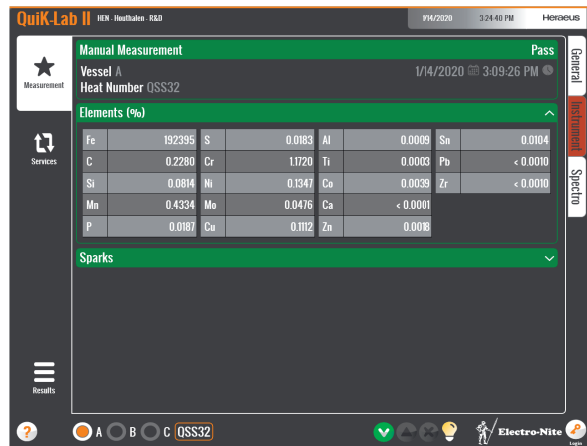 QuiK-Lab II HEN - Houthalen - R&D 1/14/2020 3:24:40 PM Heraeus
Manual Measurement Pass
Vessel A 1/14/2020 3:09:26 PM
Heat Number QSS32
Elements (%)
Fe 192395 S 0.0183 Al 0.0009 Sn 0.0104
C 0.2280 Cr 1.1720 Ti 0.0003 Pb < 0.0010
Si 0.0814 Ni 0.1347 Co 0.0039 Zr < 0.0010
Mn 0.4334 Mo 0.0476 Ca < 0.0001
P 0.0187 Cu 0.1112 Zn 0.0018
Sparks
Measurement
Services
Results
General
Instrument
Spectro
? A B C QSS32 Electro-Nite
Login